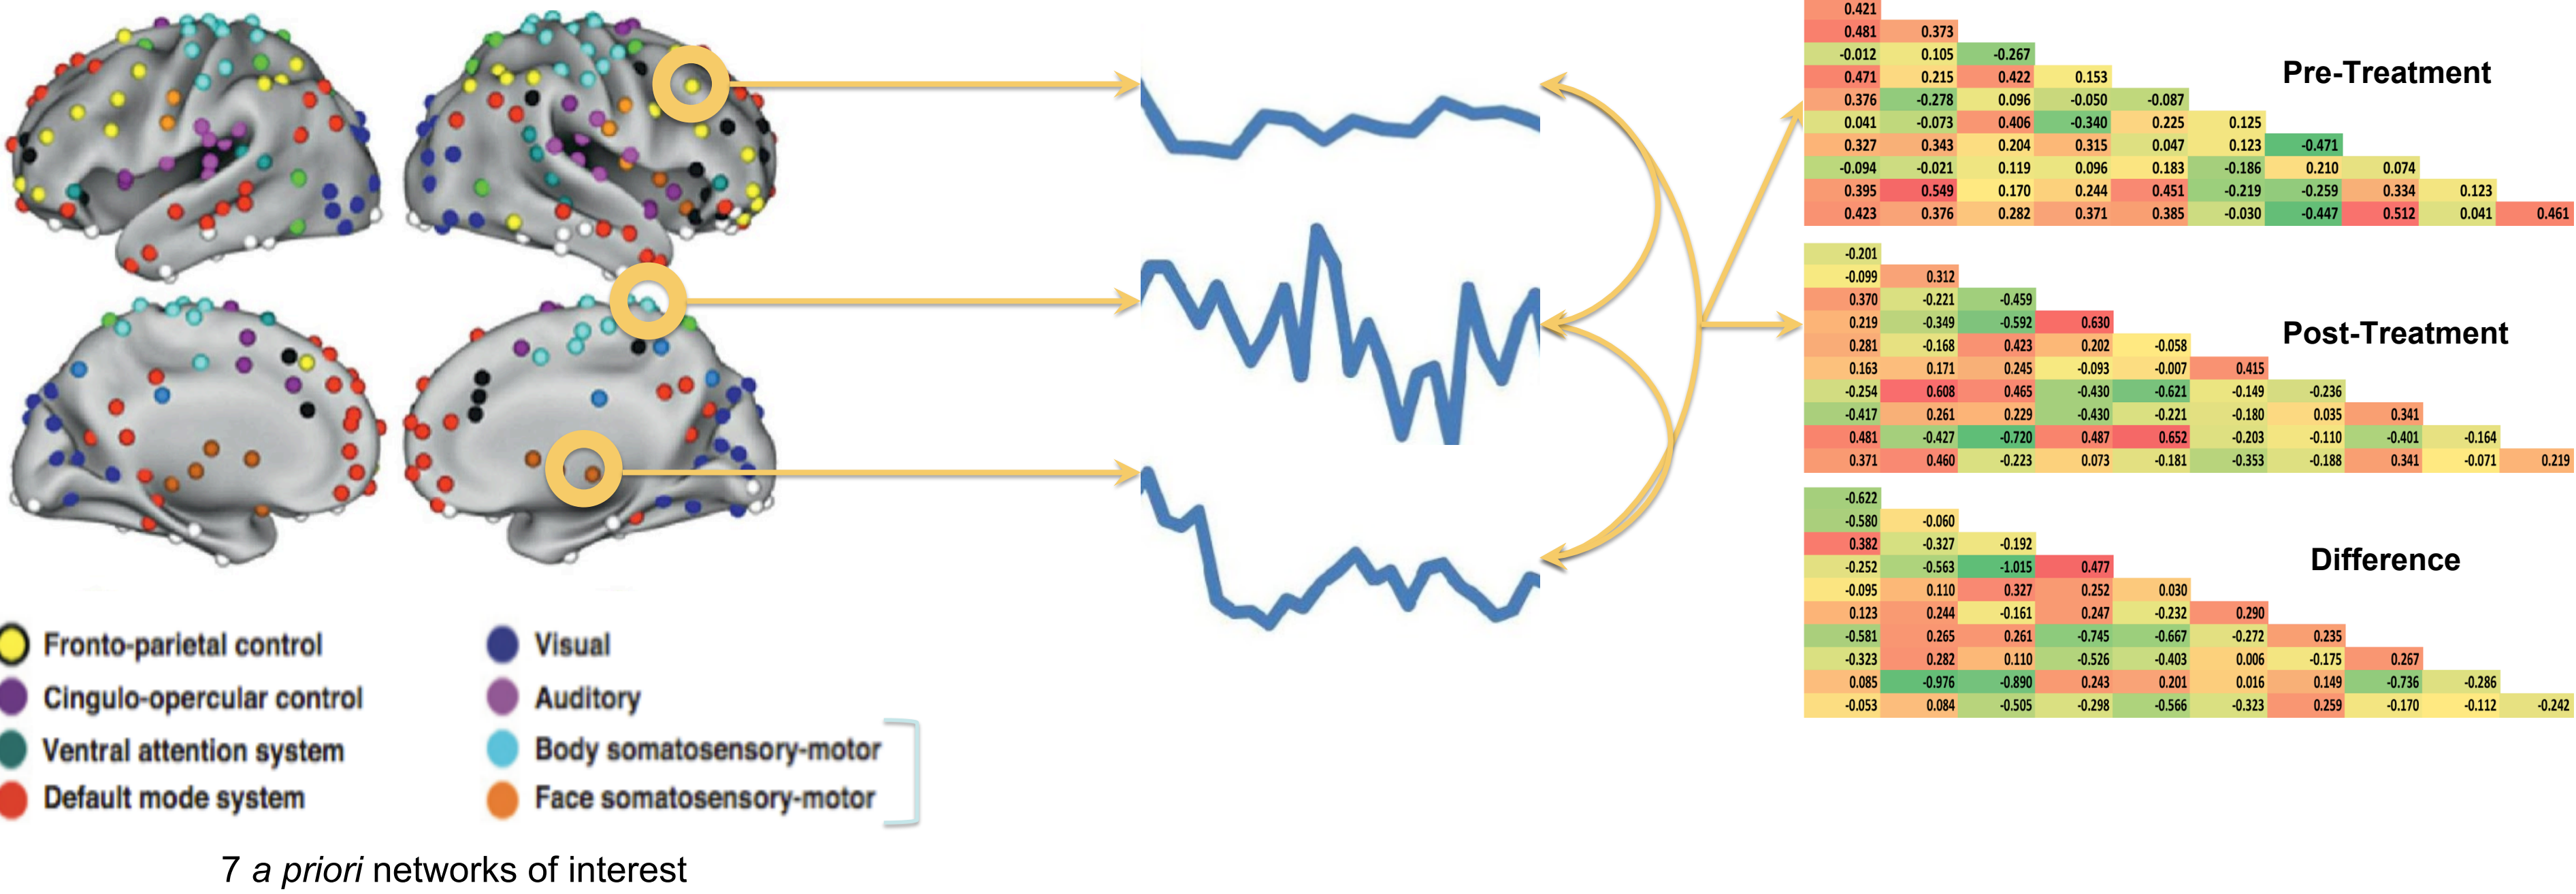 0.421
0.481 0.373
-0.012 0.105 -0.267
0.471 0.215 0.422 0.153
0.376 -0.278 0.096 -0.050 -0.087
0.041 -0.073 0.406 -0.340 0.225 0.125
0.327 0.343 0.204 0.315 0.047 0.123 -0.471
-0.094 -0.021 0.119 0.096 0.183 -0.186 0.210 0.074
0.395 0.549 0.170 0.244 0.451 -0.219 -0.259 0.334 0.123
0.423 0.376 0.282 0.371 0.385 -0.030 -0.447 0.512 0.041 0.461
Pre-Treatment
-0.201
-0.099 0.312
0.370 -0.221 -0.459
0.219 -0.349 -0.592 0.630
0.281 -0.168 0.423 0.202 -0.058
0.163 0.171 0.245 -0.093 -0.007 0.415
-0.254 0.608 0.465 -0.430 -0.621 -0.149 -0.236
-0.417 0.261 0.229 -0.430 -0.221 -0.180 0.035 0.341
0.481 -0.427 -0.720 0.487 0.652 -0.203 -0.110 -0.401 -0.164
0.371 0.460 -0.223 0.073 -0.181 -0.353 -0.188 0.341 -0.071 0.219
Post-Treatment
-0.622
-0.580 -0.060
0.382 -0.327 -0.192
-0.252 -0.563 -1.015 0.477
-0.095 0.110 0.327 0.252 0.030
0.123 0.244 -0.161 0.247 -0.232 0.290
-0.581 0.265 0.261 -0.745 -0.667 -0.272 0.235
-0.323 0.282 0.110 -0.526 -0.403 0.006 -0.175 0.267
0.085 -0.976 -0.890 0.243 0.201 0.016 0.149 -0.736 -0.286
-0.053 0.084 -0.505 -0.298 -0.566 -0.323 0.259 -0.170 -0.112 -0.242
Difference
Fronto-parietal control
Cingulo-opercular control
Ventral attention system
Default mode system
Visual
Auditory
Body somatosensory-motor
Face somatosensory-motor
7 a priori networks of interest